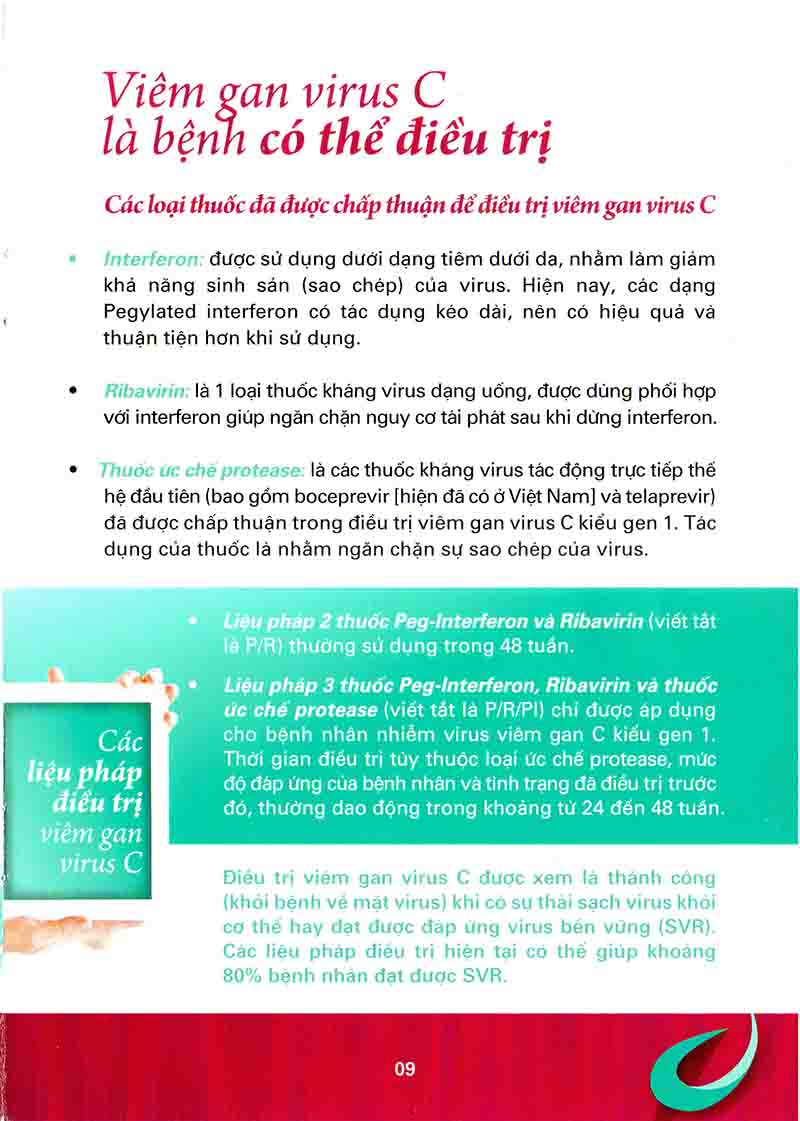 Viêm gan virus C
là bệnh có thể điều trị
Các loại thuốc đã được chấp thuận để điều trị viêm gan virus C
• Interferon: được sử dụng dưới dạng tiêm dưới da, nhằm làm giảm
khả năng sinh sản (sao chép) của virus. Hiện nay, các dạng
Pegylated interferon có tác dụng kéo dài, nên có hiệu quả và
thuận tiện hơn khi sử dụng.
• Ribavirin: là 1 loại thuốc kháng virus dạng uống, được dùng phối hợp
với interferon giúp ngăn chặn nguy cơ tái phát sau khi dừng interferon.
• Thuốc ức chế protease: là các thuốc kháng virus tác động trực tiếp thế
hệ đầu tiên (bao gồm boceprevir [hiện đã có ở Việt Nam] và telaprevir)
đã được chấp thuận trong điều trị viêm gan virus C kiểu gen 1. Tác
dụng của thuốc là nhằm ngăn chặn sự sao chép của virus.
• Liệu pháp 2 thuốc Peg-Interferon và Ribavirin (viết tắt
là P/R) thường sử dụng trong 48 tuần.
• Liệu pháp 3 thuốc Peg-Interferon, Ribavirin và thuốc
ức chế protease (viết tắt là P/R/PI) chỉ được áp dụng
cho bệnh nhân nhiễm virus viêm gan C kiểu gen 1.
Thời gian điều trị tùy thuộc loại ức chế protease, mức
độ đáp ứng của bệnh nhân và tình trạng đã điều trị trước
đó, thường dao động trong khoảng từ 24 đến 48 tuần.
Các
liệu pháp
điều trị
viêm gan
virus C
Điều trị viêm gan virus C được xem là thành công
(khỏi bệnh về mặt virus) khi có sự thải sạch virus khỏi
cơ thể hay đạt được đáp ứng virus bền vững (SVR).
Các liệu pháp điều trị hiện tại có thể giúp khoảng
80% bệnh nhân đạt được SVR.
09